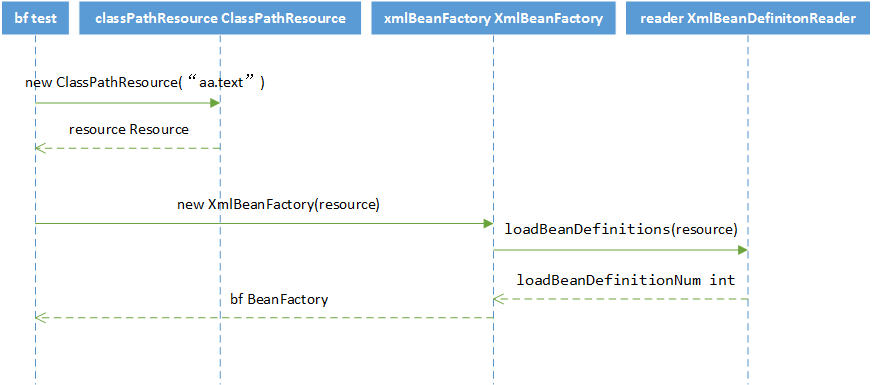 bf test
classPathResource ClassPathResource
xmlBeanFactory XmlBeanFactory
reader XmlBeanDefinitonReader
new ClassPathResource(“aa.text”)
resource Resource
new XmlBeanFactory(resource)
loadBeanDefinitions(resource)
loadBeanDefinitionNum int
bf BeanFactory